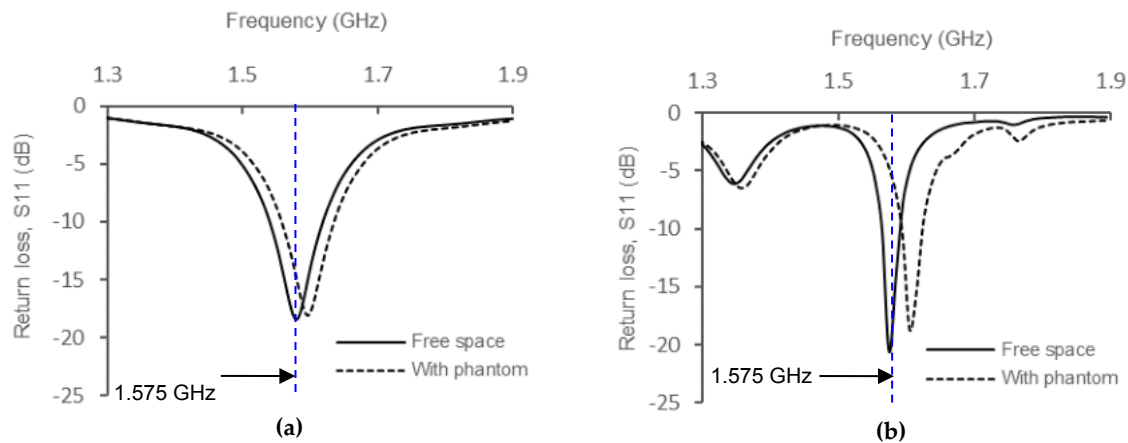 Frequency (GHz)
1.3 1.5 1.7 1.9
0
-5
-10
-15
-20
-25
Return loss, S11 (dB)
Free space
With phantom
1.575 GHz
(a)
Frequency (GHz)
1.3 1.5 1.7 1.9
0
-5
-10
-15
-20
-25
Return loss, S11 (dB)
Free space
With phantom
1.575 GHz
(b)